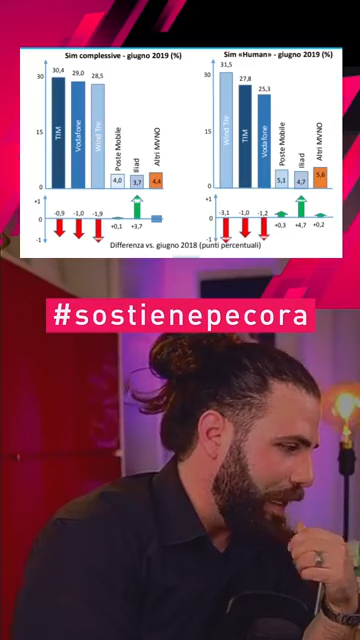 Sim complessive - giugno 2019 (%)
30,4 29,0 28,5
30
15
0
TIM Vodafone Wind Tre Poste Mobile Iliad Altri MVNO
4,0 3,7 4,4
+1
0
-1
-0,9 -1,0 -1,9 +0,1 +3,7
Sim «Human» - giugno 2019 (%)
31,5 27,8 25,3
30
15
0
Wind Tre TIM Vodafone Poste Mobile Iliad Altri MVNO
5,1 4,7 5,6
+1
0
-1
-3,1 -1,0 -1,2 +0,3 +4,7 +0,2
Differenza vs. giugno 2018 (punti percentuali)
#sostienepecora